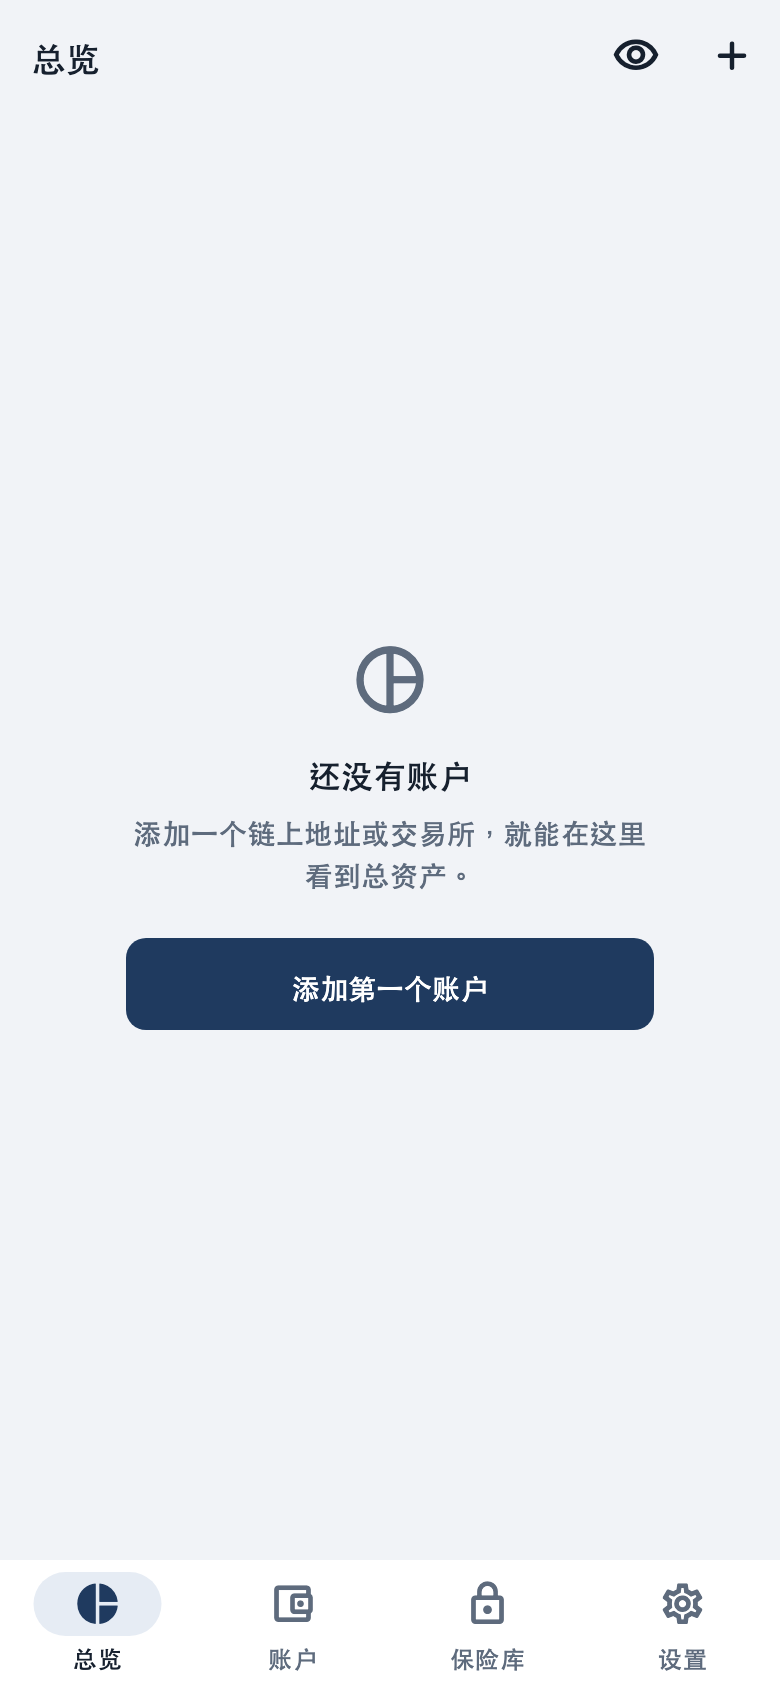 总览
还没有账户
添加一个链上地址或交易所，就能在这里
看到总资产。
添加第一个账户
总览
账户
保险库
设置